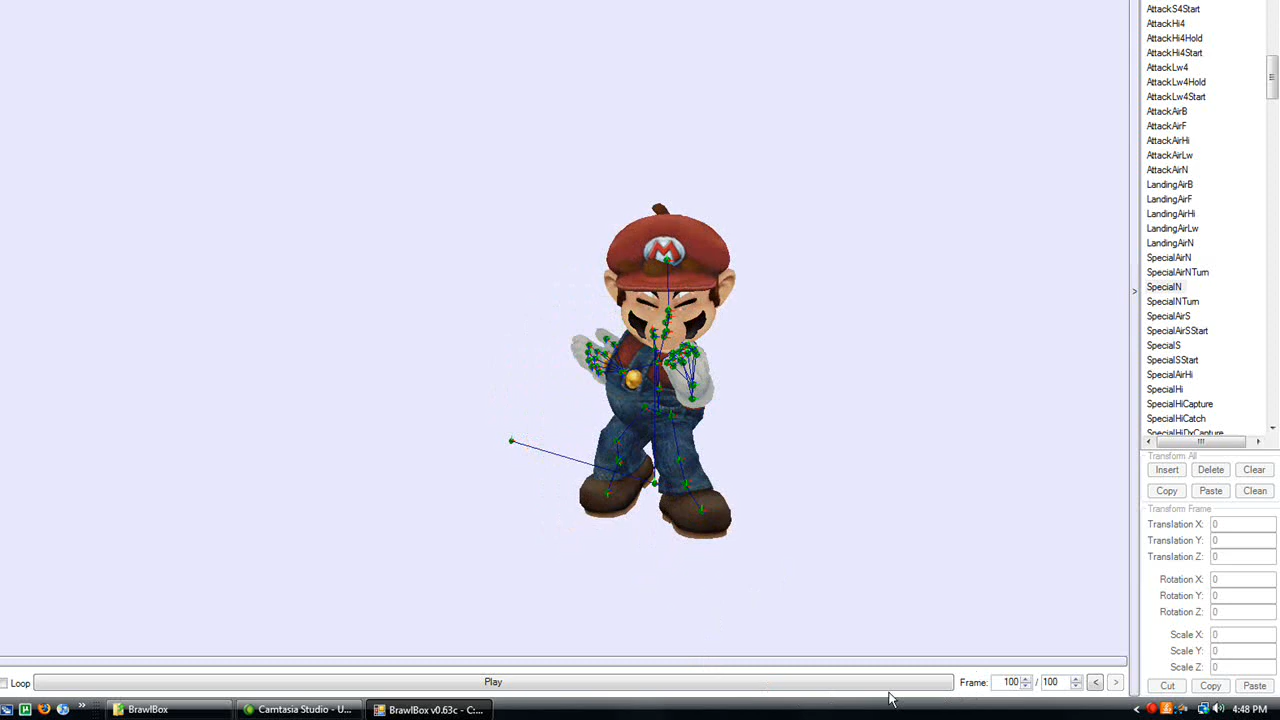 AttackS4Start
AttackHi4
AttackHi4Hold
AttackHi4Start
AttackLw4
AttackLw4Hold
AttackLw4Start
AttackAirB
AttackAirF
AttackAirHi
AttackAirLw
AttackAirN
LandingAirB
LandingAirF
LandingAirHi
LandingAirLw
LandingAirN
SpecialAirN
SpecialAirNTurn
SpecialN
SpecialNTurn
SpecialAirS
SpecialAirSStart
SpecialS
SpecialSStart
SpecialAirHi
SpecialHi
SpecialHiCapture
SpecialHiCatch
SpecialHiDxCapture
M
>
Transform All
Insert Delete Clear
Copy Paste Clean
Transform Frame
Translation X: 0
Translation Y: 0
Translation Z: 0
Rotation X: 0
Rotation Y: 0
Rotation Z: 0
Scale X: 0
Scale Y: 0
Scale Z: 0
Cut Copy Paste
Loop Play Frame: 100 / 100 < >
BrawlBox Camtasia Studio - U... BrawlBox v0.63c - C... 4:48 PM